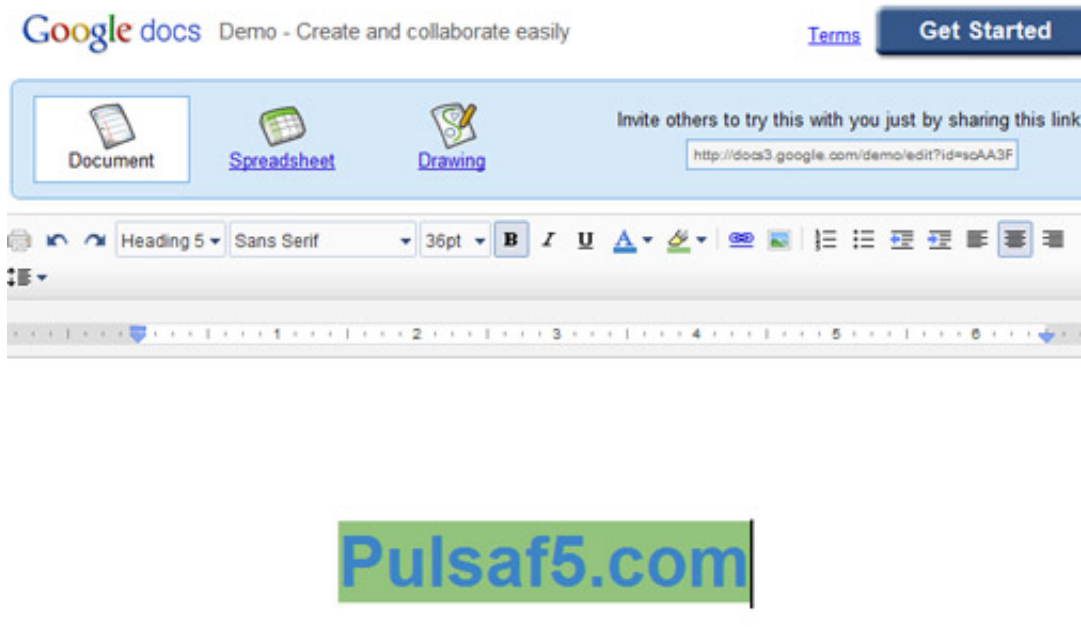 Google docs Demo - Create and collaborate easily Terms Get Started
Invite others to try this with you just by sharing this link
Document Spreadsheet Drawing http://docs3.google.com/demo/edit?id=soAA3F
Heading 5 Sans Serif 36pt B I U A
1 2 3 4 5 6
Pulsaf5.com